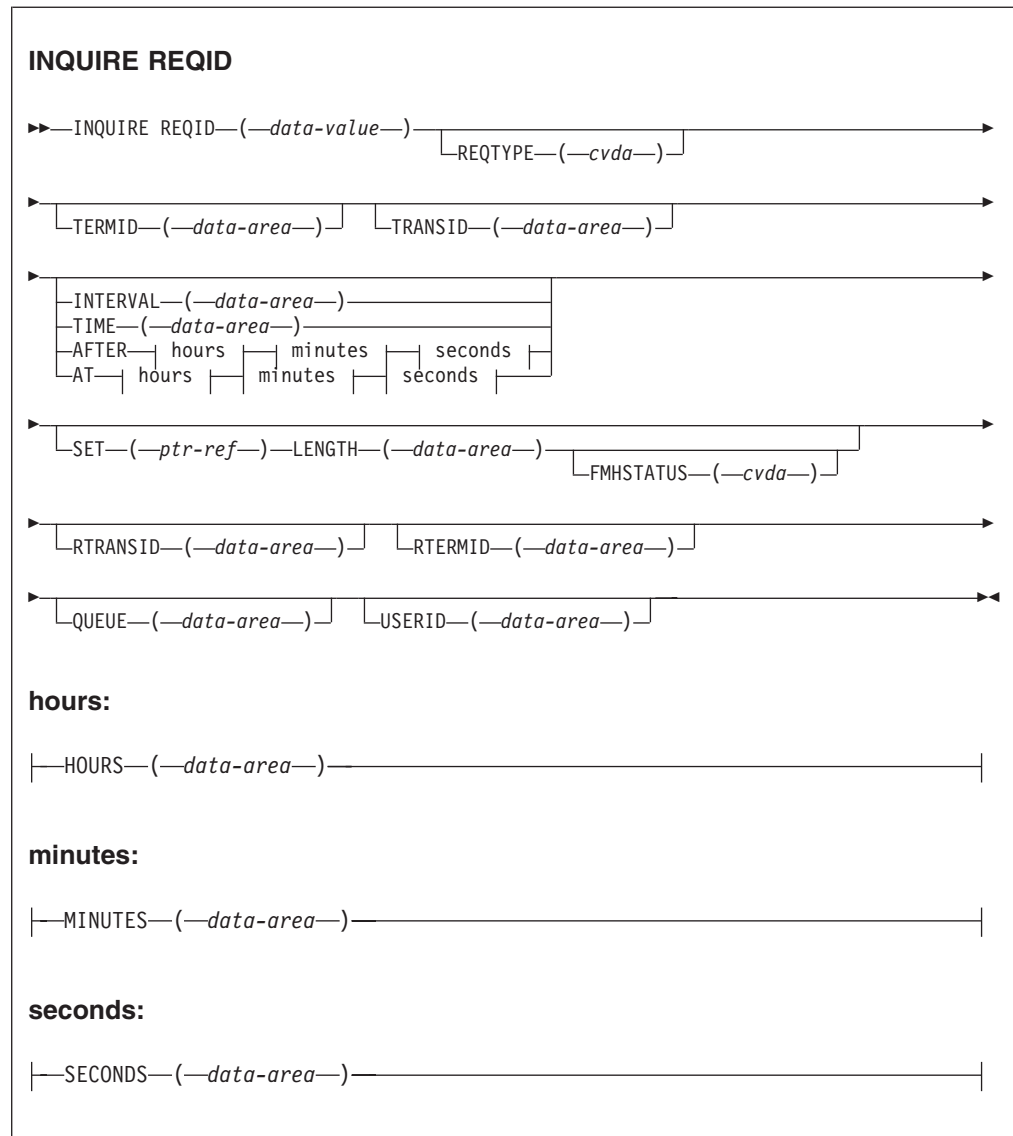 INQUIRE REQID
INQUIRE REQID ( data-value )
REQTYPE ( cvda )
TERMID ( data-area ) TRANSID ( data-area )
INTERVAL ( data-area )
TIME ( data-area )
AFTER hours minutes seconds
AT hours minutes seconds
SET ( ptr-ref ) LENGTH ( data-area )
FMHSTATUS ( cvda )
RTRANSID ( data-area ) RTERMID ( data-area )
QUEUE ( data-area ) USERID ( data-area )
hours:
HOURS ( data-area )
minutes:
MINUTES ( data-area )
seconds:
SECONDS ( data-area )